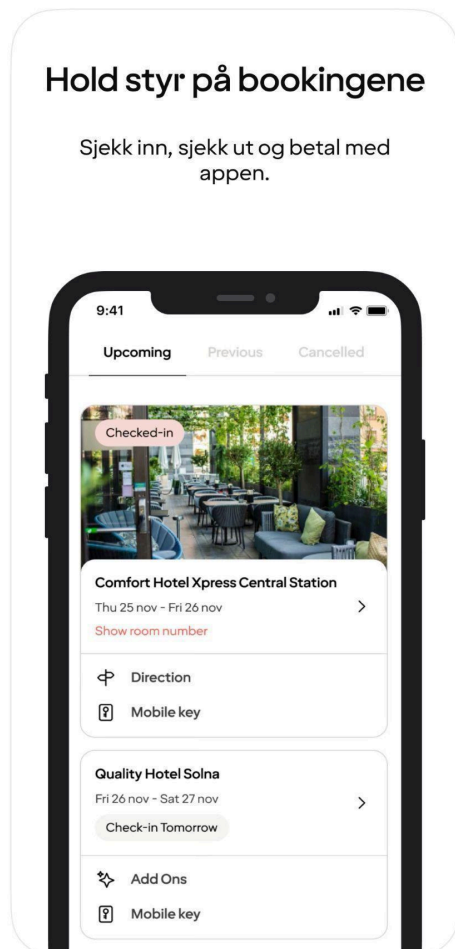 Hold styr på bookingene
Sjekk inn, sjekk ut og betal med
appen.
9:41
Upcoming
Previous
Cancelled
Checked-in
Comfort Hotel Xpress Central Station
Thu 25 nov - Fri 26 nov
Show room number
Direction
Mobile key
Quality Hotel Solna
Fri 26 nov - Sat 27 nov
Check-in Tomorrow
Add Ons
Mobile key